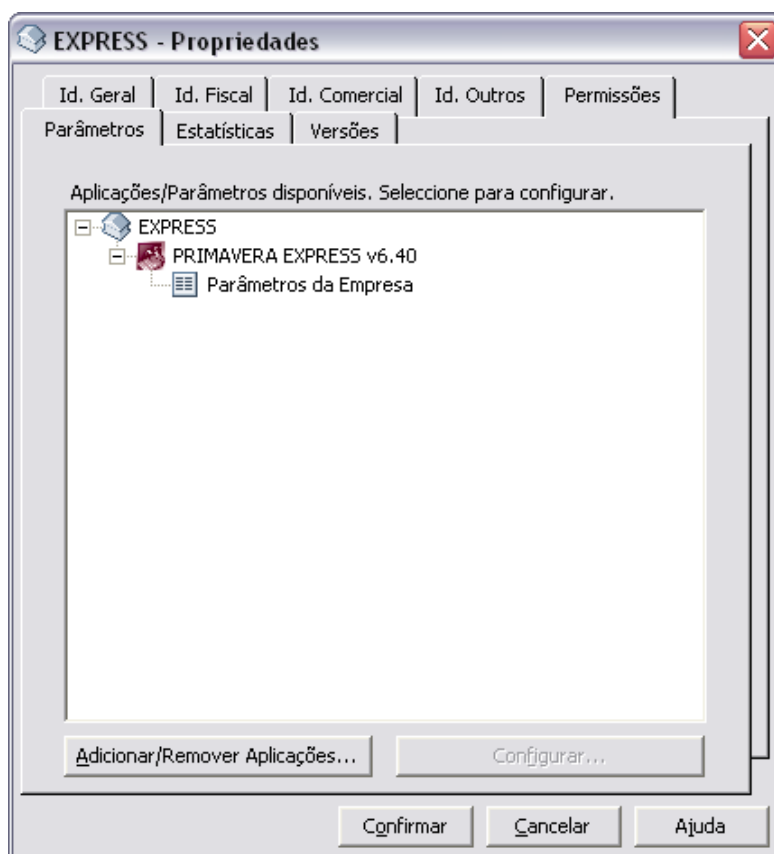 EXPRESS - Propriedades
Id. Geral Id. Fiscal Id. Comercial Id. Outros Permissões
Parâmetros Estatísticas Versões
Aplicações/Parâmetros disponíveis. Seleccione para configurar.
EXPRESS
PRIMAVERA EXPRESS v6.40
Parâmetros da Empresa
Adicionar/Remover Aplicações... Configurar...
Confirmar Cancelar Ajuda